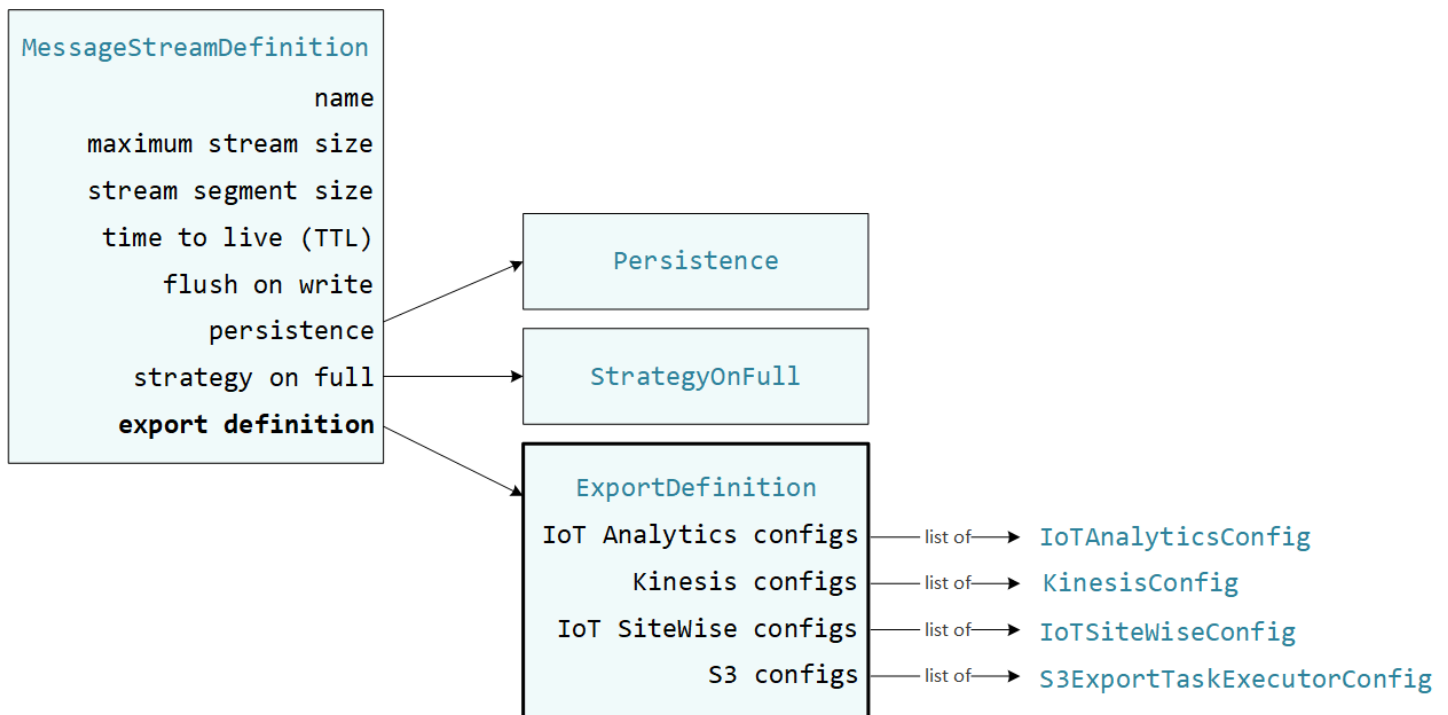 MessageStreamDefinition
name
maximum stream size
stream segment size
time to live (TTL)
flush on write
persistence
strategy on full
export definition
Persistence
StrategyOnFull
ExportDefinition
IoT Analytics configs list of IoTAnalyticsConfig
Kinesis configs list of KinesisConfig
IoT SiteWise configs list of IoTSiteWiseConfig
S3 configs list of S3ExportTaskExecutorConfig